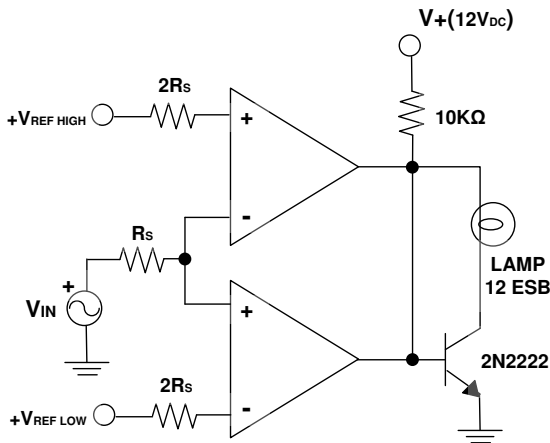 V+(12VDC)
2RS
+VREF HIGH
+
10KΩ
-
RS
LAMP
12 ESB
+
VIN
+
2N2222
2RS
+VREF LOW
-